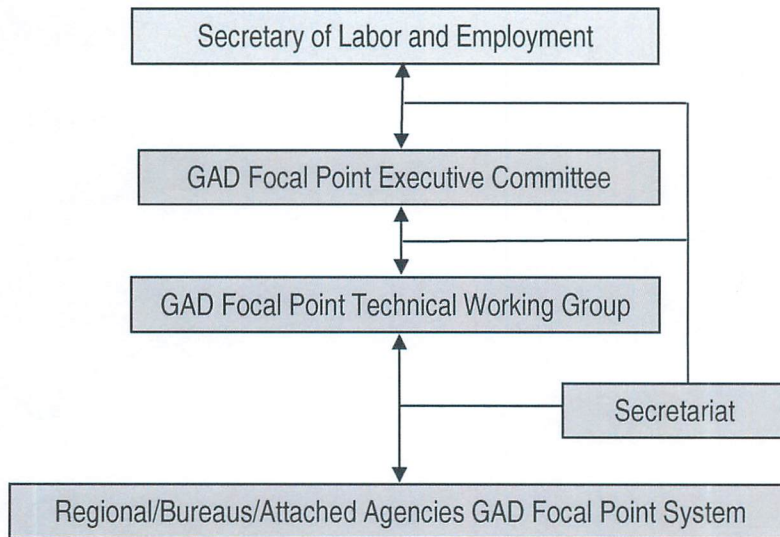 Secretary of Labor and Employment
GAD Focal Point Executive Committee
GAD Focal Point Technical Working Group
Secretariat
Regional/Bureaus/Attached Agencies GAD Focal Point System